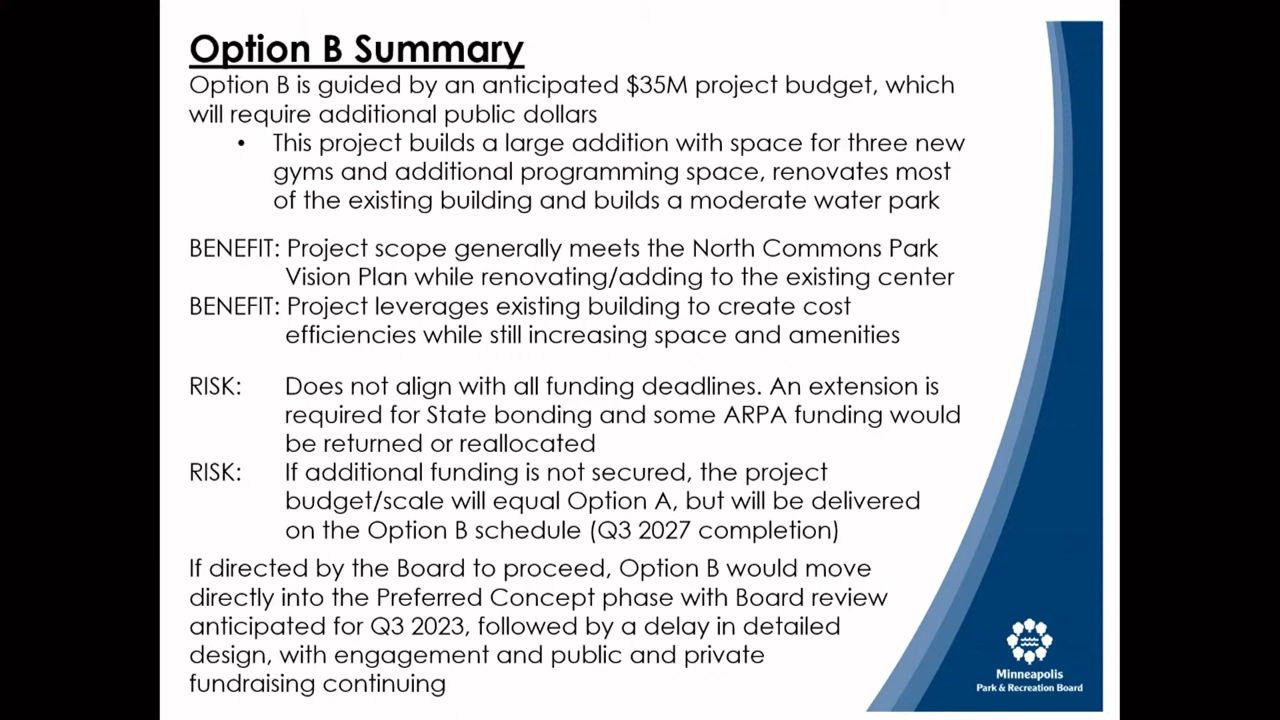 Option B Summary
Option B is guided by an anticipated $35M project budget, which
will require additional public dollars
• This project builds a large addition with space for three new
gyms and additional programming space, renovates most
of the existing building and builds a moderate water park
BENEFIT: Project scope generally meets the North Commons Park
Vision Plan while renovating/adding to the existing center
BENEFIT: Project leverages existing building to create cost
efficiencies while still increasing space and amenities
RISK: Does not align with all funding deadlines. An extension is
required for State bonding and some ARPA funding would
be returned or reallocated
RISK: If additional funding is not secured, the project
budget/scale will equal Option A, but will be delivered
on the Option B schedule (Q3 2027 completion)
If directed by the Board to proceed, Option B would move
directly into the Preferred Concept phase with Board review
anticipated for Q3 2023, followed by a delay in detailed
design, with engagement and public and private
fundraising continuing
Minneapolis
Park & Recreation Board